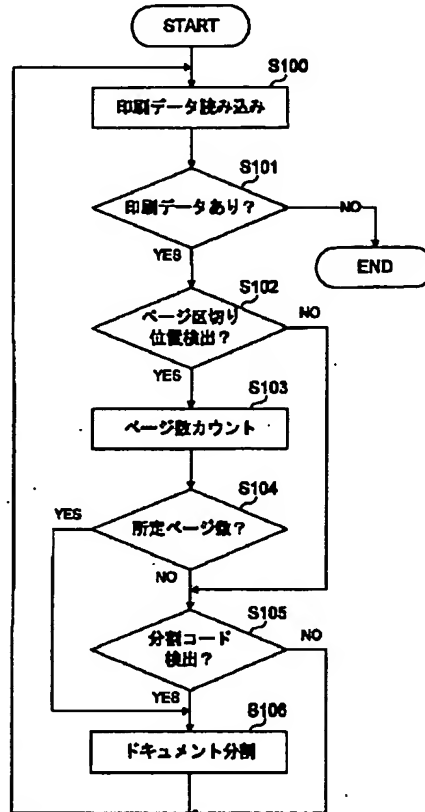 START
S100
印刷データ読み込み
S101
印刷データあり?
NO
YES
END
S102
ページ区切り
位置検出?
NO
YES
S103
ページ数カウント
S104
YES
所定ページ数?
NO
S105
分割コード
検出?
NO
YES
S106
ドキュメント分割